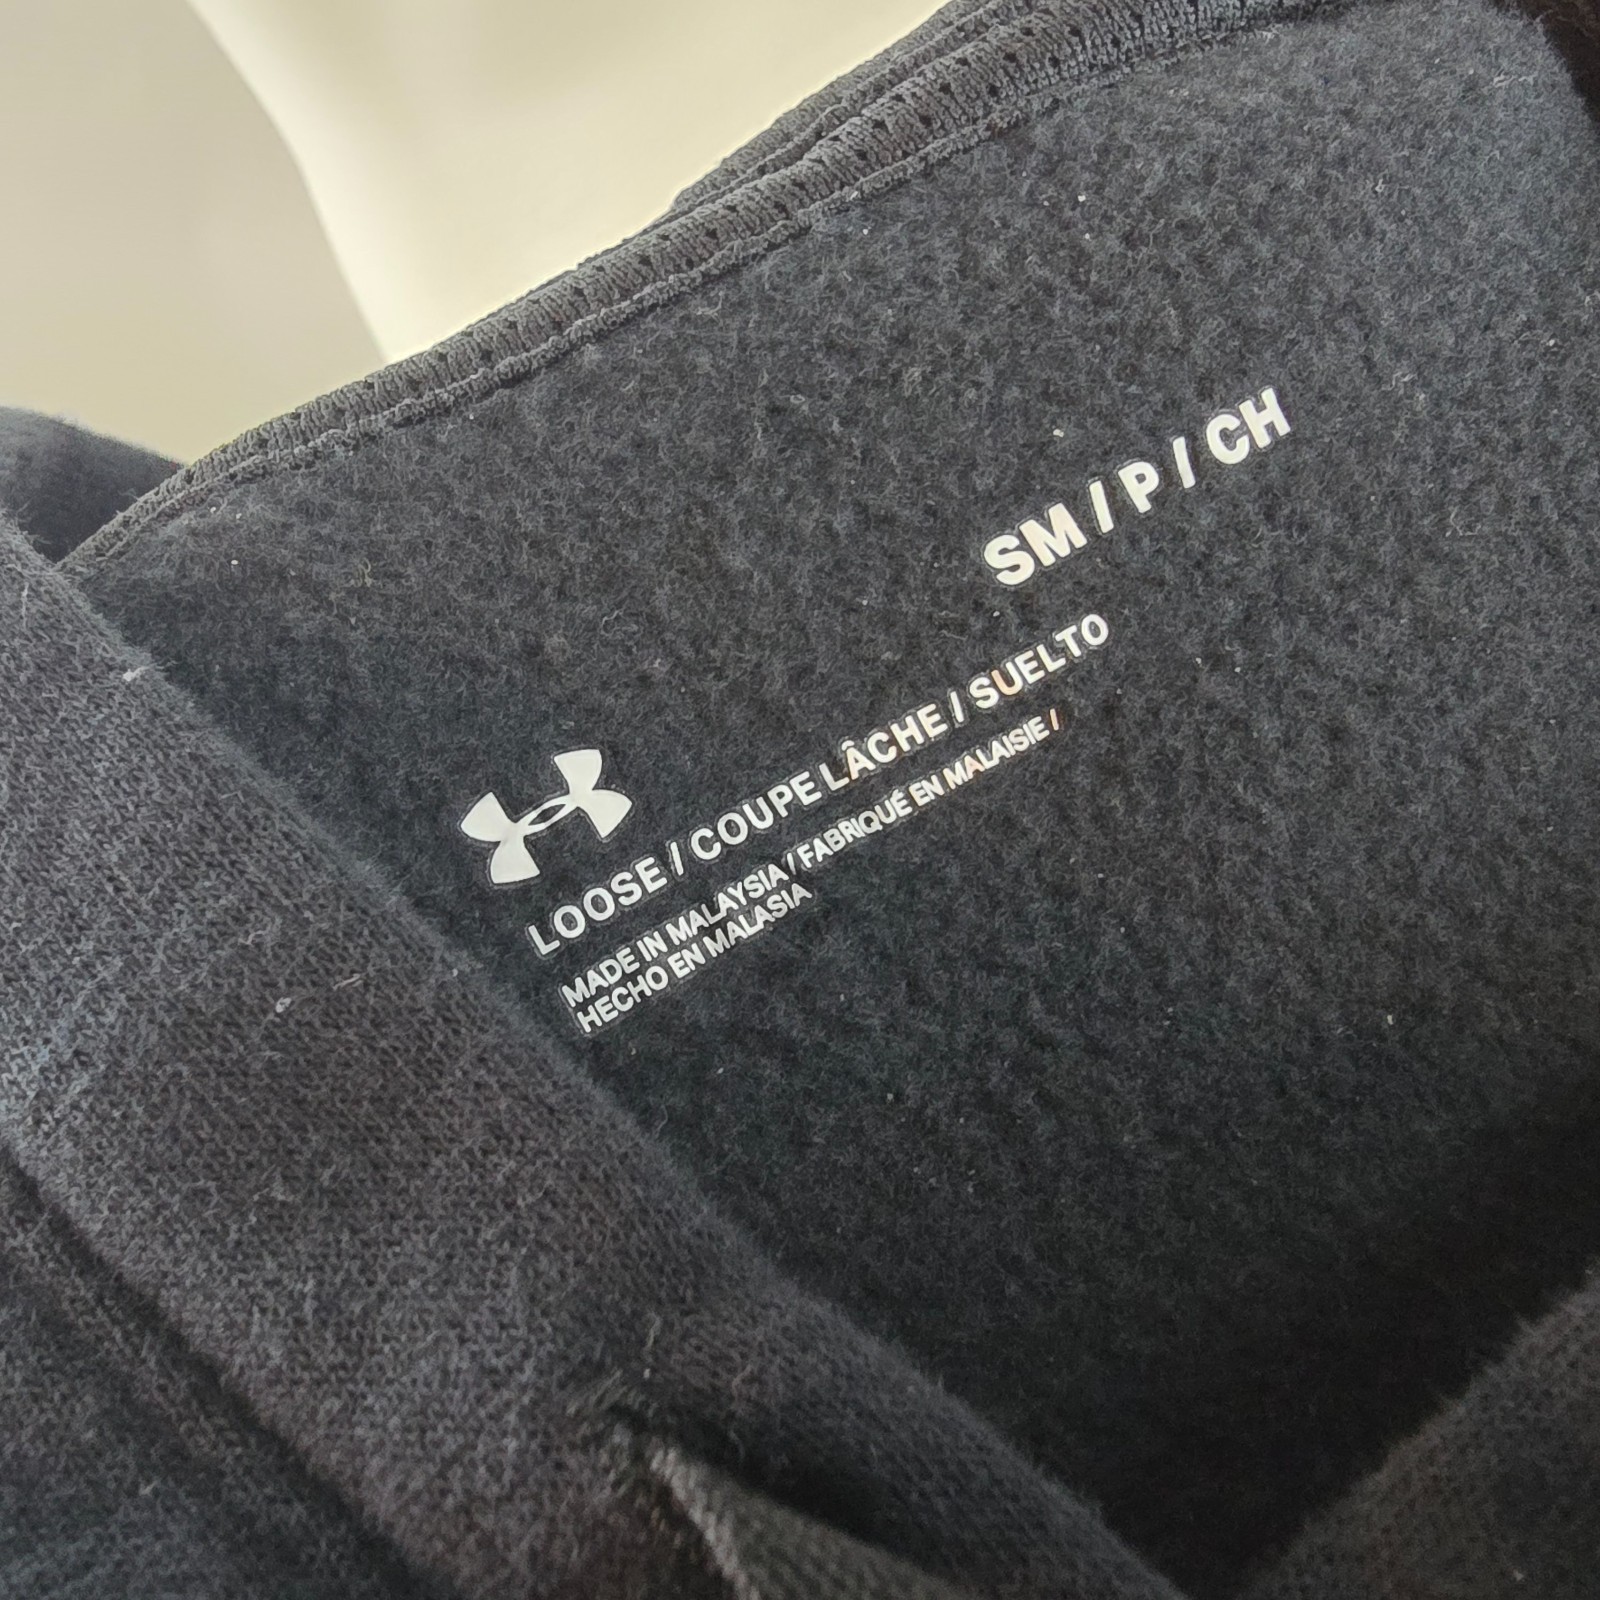 SM / P / CH
LOOSE / COUPE LÂCHE / SUELTO
MADE IN MALAYSIA / FABRIQUÉ EN MALAISIE /
HECHO EN MALASIA